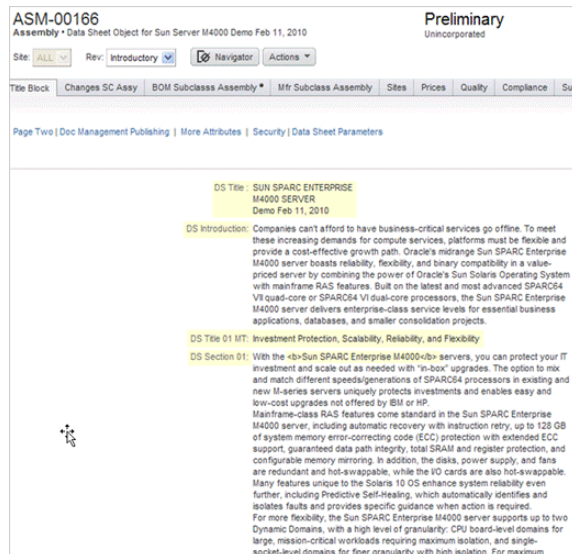 ASM-00166
Preliminary
Assembly • Data Sheet Object for Sun Server M4000 Demo Feb 11, 2010
Unincorporated
Site: ALL Rev: Introductory Navigator Actions
Title Block Changes SC Assy BOM Subclasss Assembly * Mfr Subclass Assembly Sites Prices Quality Compliance Su
Page Two | Doc Management Publishing | More Attributes | Security | Data Sheet Parameters
DS Title : SUN SPARC ENTERPRISE
M4000 SERVER
Demo Feb 11, 2010
DS Introduction: Companies can't afford to have business-critical services go offline. To meet
these increasing demands for compute services, platforms must be flexible and
provide a cost-effective growth path. Oracle's midrange Sun SPARC Enterprise
M4000 server boasts reliability, flexibility, and binary compatibility in a value-
priced server by combining the power of Oracle's Sun Solaris Operating System
with mainframe RAS features. Built on the latest and most advanced SPARC64
VII quad-core or SPARC64 VI dual-core processors, the Sun SPARC Enterprise
M4000 server delivers enterprise-class service levels for essential business
applications, databases, and smaller consolidation projects.
DS Title 01 MT: Investment Protection, Scalability, Reliability, and Flexibility
DS Section 01: With the <b>Sun SPARC Enterprise M4000</b> servers, you can protect your IT
investment and scale out as needed with "in-box" upgrades. The option to mix
and match different speeds/generations of SPARC64 processors in existing and
new M-series servers uniquely protects investments and enables easy and
low-cost upgrades not offered by IBM or HP.
Mainframe-class RAS features come standard in the Sun SPARC Enterprise
M4000 server, including automatic recovery with instruction retry, up to 128 GB
of system memory error-correcting code (ECC) protection with extended ECC
support, guaranteed data path integrity, total SRAM and register protection, and
configurable memory mirroring. In addition, the disks, power supply, and fans
are redundant and hot-swappable, while the I/O cards are also hot-swappable.
Many features unique to the Solaris 10 OS enhance system reliability even
further, including Predictive Self-Healing, which automatically identifies and
isolates faults and provides specific guidance when action is required.
For more flexibility, the Sun SPARC Enterprise M4000 server supports up to two
Dynamic Domains, with a high level of granularity: CPU board-level domains for
large, mission-critical workloads requiring maximum isolation, and single-
socket-level domains for finer granularity with high isolation. For maximum